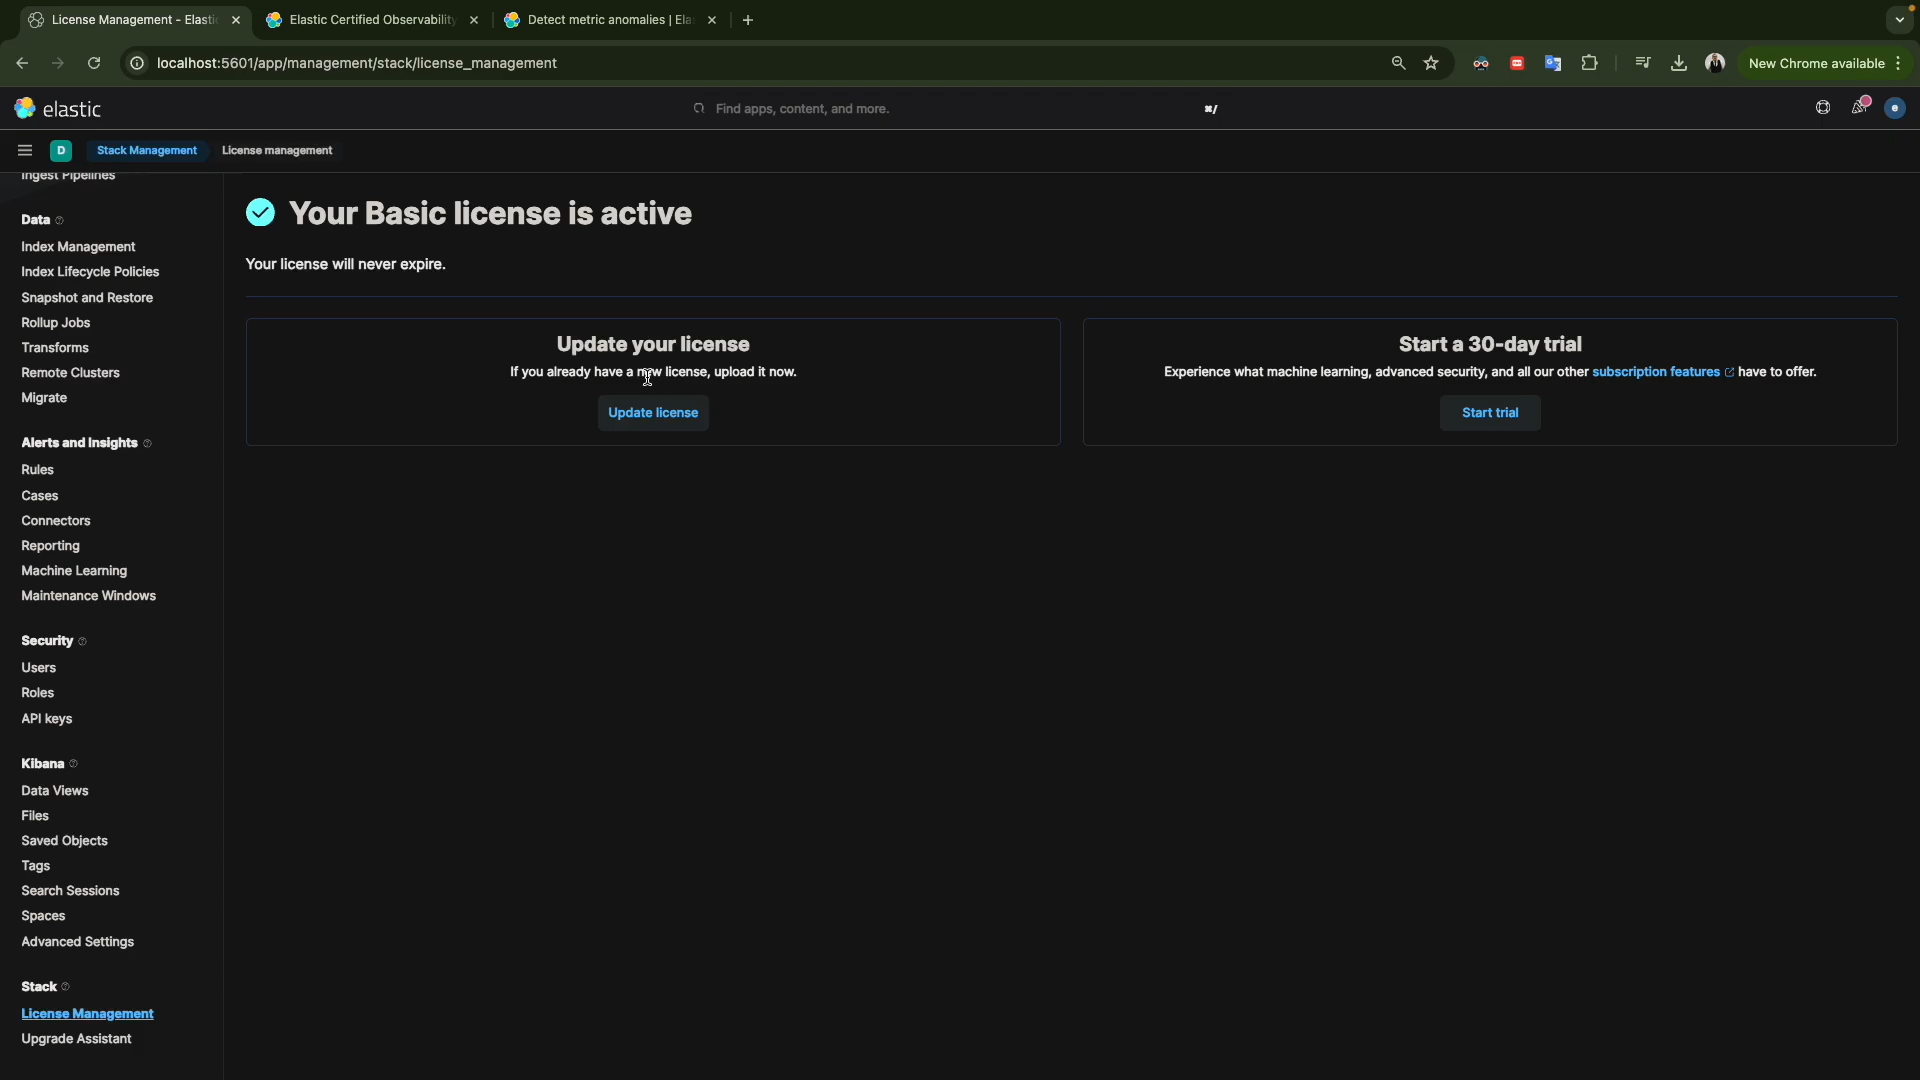 License Management - Elastic
Elastic Certified Observability
Detect metric anomalies | Ela
localhost:5601/app/management/stack/license_management
New Chrome available
elastic
Find apps, content, and more.
⌘/
e
D
Stack Management
License management
Ingest Pipelines
Data
Index Management
Index Lifecycle Policies
Snapshot and Restore
Rollup Jobs
Transforms
Remote Clusters
Migrate
Alerts and Insights
Rules
Cases
Connectors
Reporting
Machine Learning
Maintenance Windows
Security
Users
Roles
API keys
Kibana
Data Views
Files
Saved Objects
Tags
Search Sessions
Spaces
Advanced Settings
Stack
License Management
Upgrade Assistant
Your Basic license is active
Your license will never expire.
Update your license
If you already have a new license, upload it now.
Update license
Start a 30-day trial
Experience what machine learning, advanced security, and all our other subscription features have to offer.
Start trial